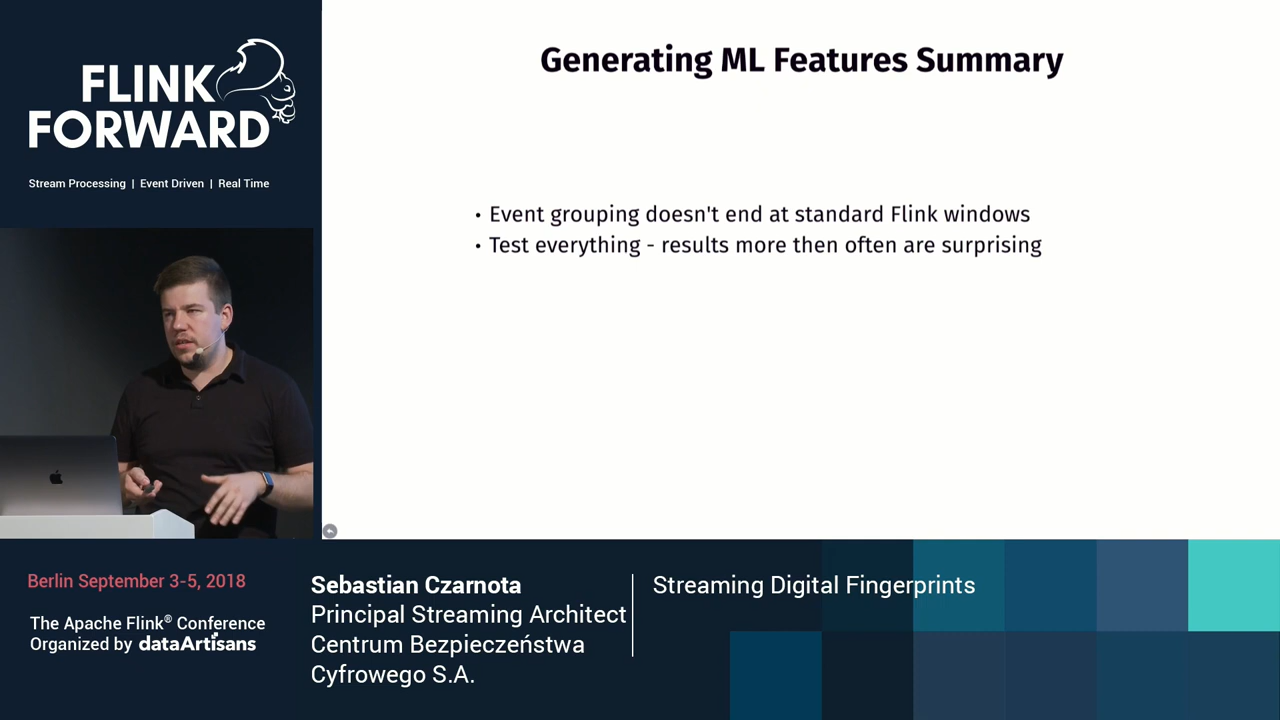 FLINK
FORWARD
Stream Processing | Event Driven | Real Time
Generating ML Features Summary
• Event grouping doesn't end at standard Flink windows
• Test everything - results more then often are surprising
Berlin September 3-5, 2018
The Apache Flink® Conference
Organized by dataArtisans
Sebastian Czarnota
Principal Streaming Architect
Centrum Bezpieczeństwa
Cyfrowego S.A.
Streaming Digital Fingerprints